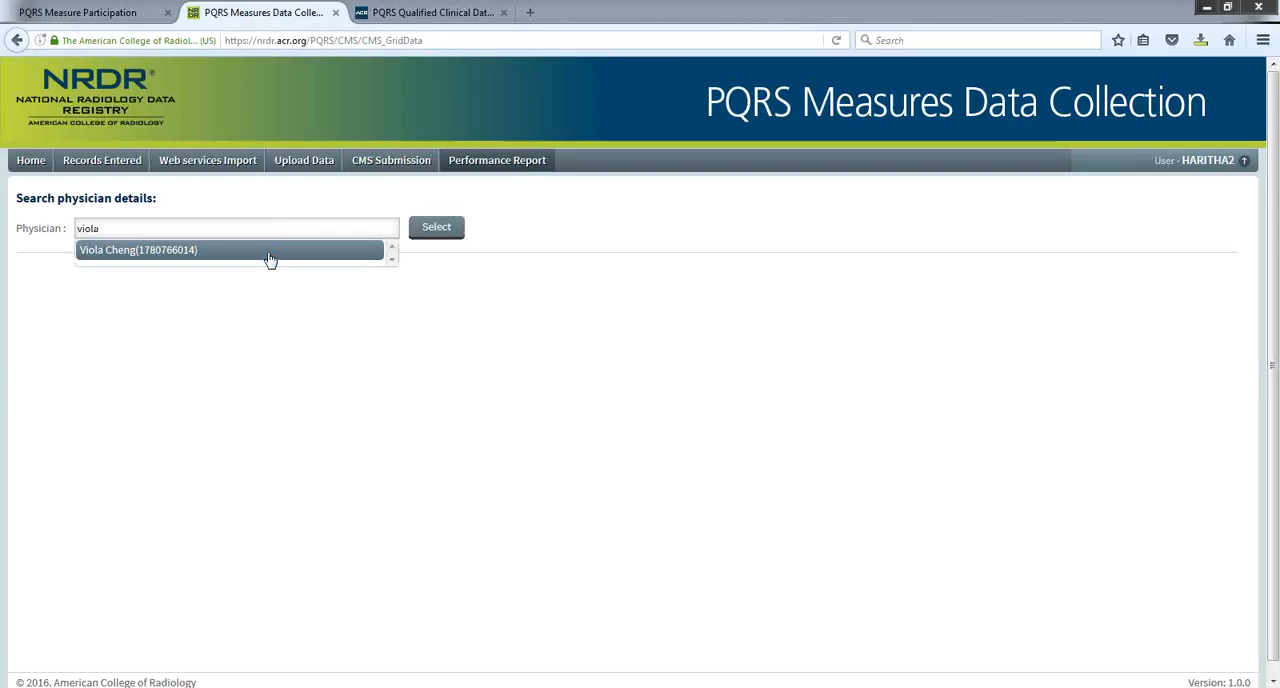 PQRS Measure Participation
PQRS Measures Data Colle...
PQRS Qualified Clinical Dat...
The American College of Radiol... (US)
https://nrdr.acr.org/PQRS/CMS/CMS_GridData
Search
NRDR®
NATIONAL RADIOLOGY DATA
REGISTRY
AMERICAN COLLEGE OF RADIOLOGY
PQRS Measures Data Collection
Home Records Entered Web services Import Upload Data CMS Submission Performance Report
User - HARITHA2
Search physician details:
Physician :
viola
Select
Viola Cheng(1780766014)
© 2016. American College of Radiology
Version: 1.0.0